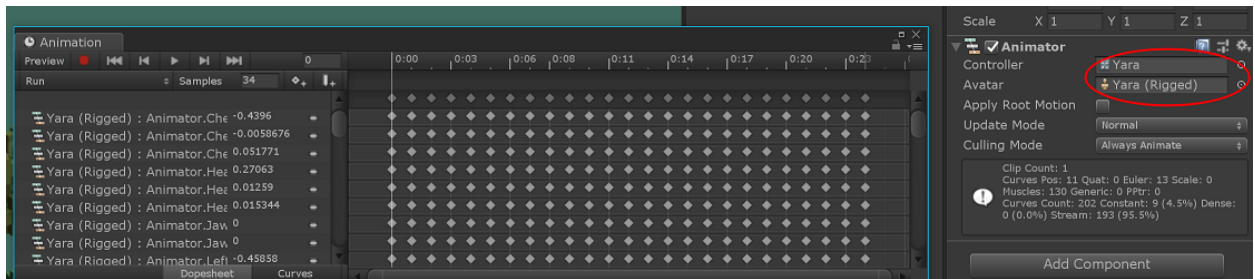 Animation
Preview 0
0:00 0:03 0:06 0:08 0:11 0:14 0:17 0:20 0:23
Run Samples 34
Yara (Rigged) : Animator.Che -0.4396
Yara (Rigged) : Animator.Che -0.0058676
Yara (Rigged) : Animator.Che 0.051771
Yara (Rigged) : Animator.Hea 0.27063
Yara (Rigged) : Animator.Hea 0.01259
Yara (Rigged) : Animator.Hea 0.015344
Yara (Rigged) : Animator.Jaw 0
Yara (Rigged) : Animator.Jaw 0
Yara (Rigged) : Animator.Left -0.45858
Dopesheet Curves
Scale X 1 Y 1 Z 1
Animator
Controller Yara
Avatar Yara (Rigged)
Apply Root Motion
Update Mode Normal
Culling Mode Always Animate
Clip Count: 1
Curves Pos: 11 Quat: 0 Euler: 13 Scale: 0
Muscles: 130 Generic: 0 PPtr: 0
Curves Count: 202 Constant: 9 (4.5%) Dense:
0 (0.0%) Stream: 193 (95.5%)
Add Component